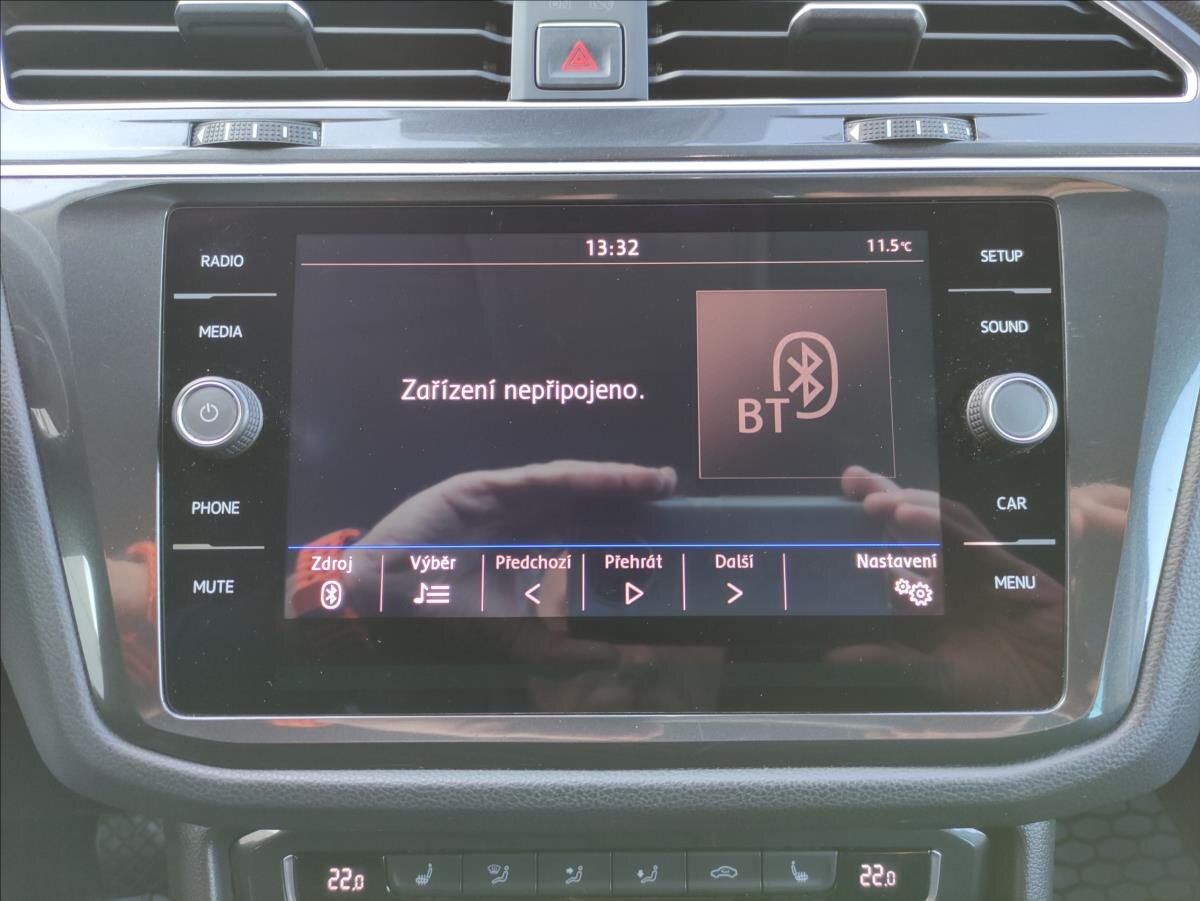 13:32
11.5°C
RADIO
MEDIA
PHONE
MUTE
Zařízení nepřipojeno.
BT
SETUP
SOUND
CAR
MENU
Zdroj
Výběr
Předchozí
Přehrát
Další
Nastavení
22.0
22.0